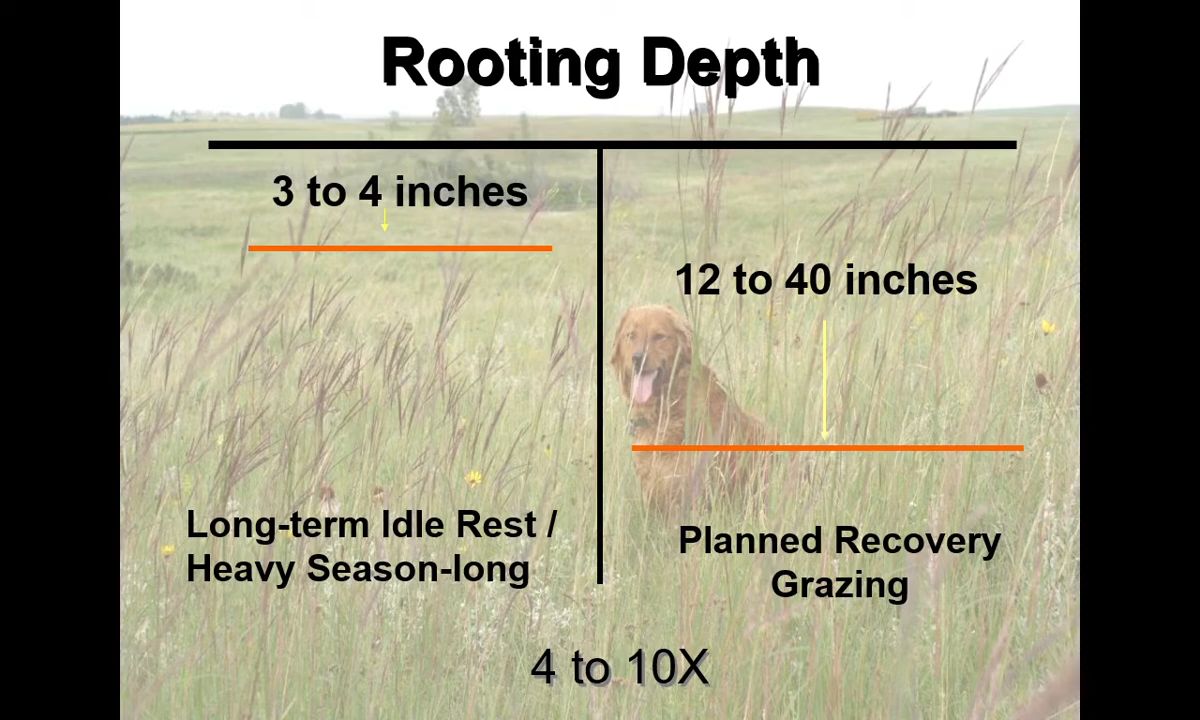 Rooting Depth
3 to 4 inches
12 to 40 inches
Long-term Idle Rest /
Heavy Season-long
Planned Recovery
Grazing
4 to 10X